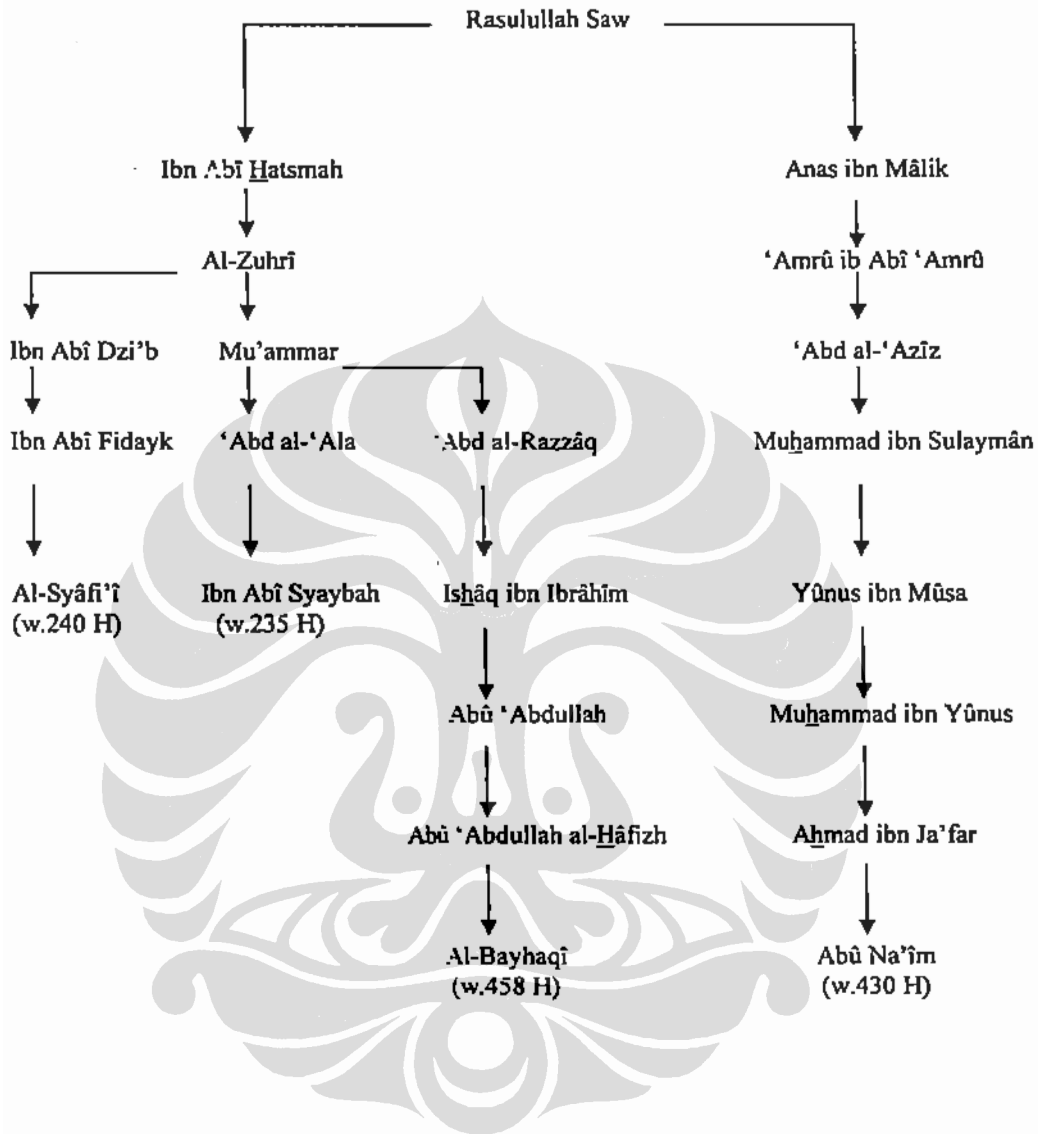 Rasulullah Saw
Ibn Abî Hatsmah
Anas ibn Mâlik
Al-Zuhrî
‘Amrû ib Abî ‘Amrû
Ibn Abî Dzi’b
Mu’ammar
‘Abd al-‘Azîz
Ibn Abî Fidayk
‘Abd al-‘Ala
‘Abd al-Razzâq
Muhammad ibn Sulaymân
Al-Syâfi’î
(w.240 H)
Ibn Abî Syaybah
(w.235 H)
Ishâq ibn Ibrâhîm
Yûnus ibn Mûsa
Abû ‘Abdullah
Muhammad ibn Yûnus
Abû ‘Abdullah al-Hâfizh
Ahmad ibn Ja’far
Al-Bayhaqî
(w.458 H)
Abû Na’îm
(w.430 H)